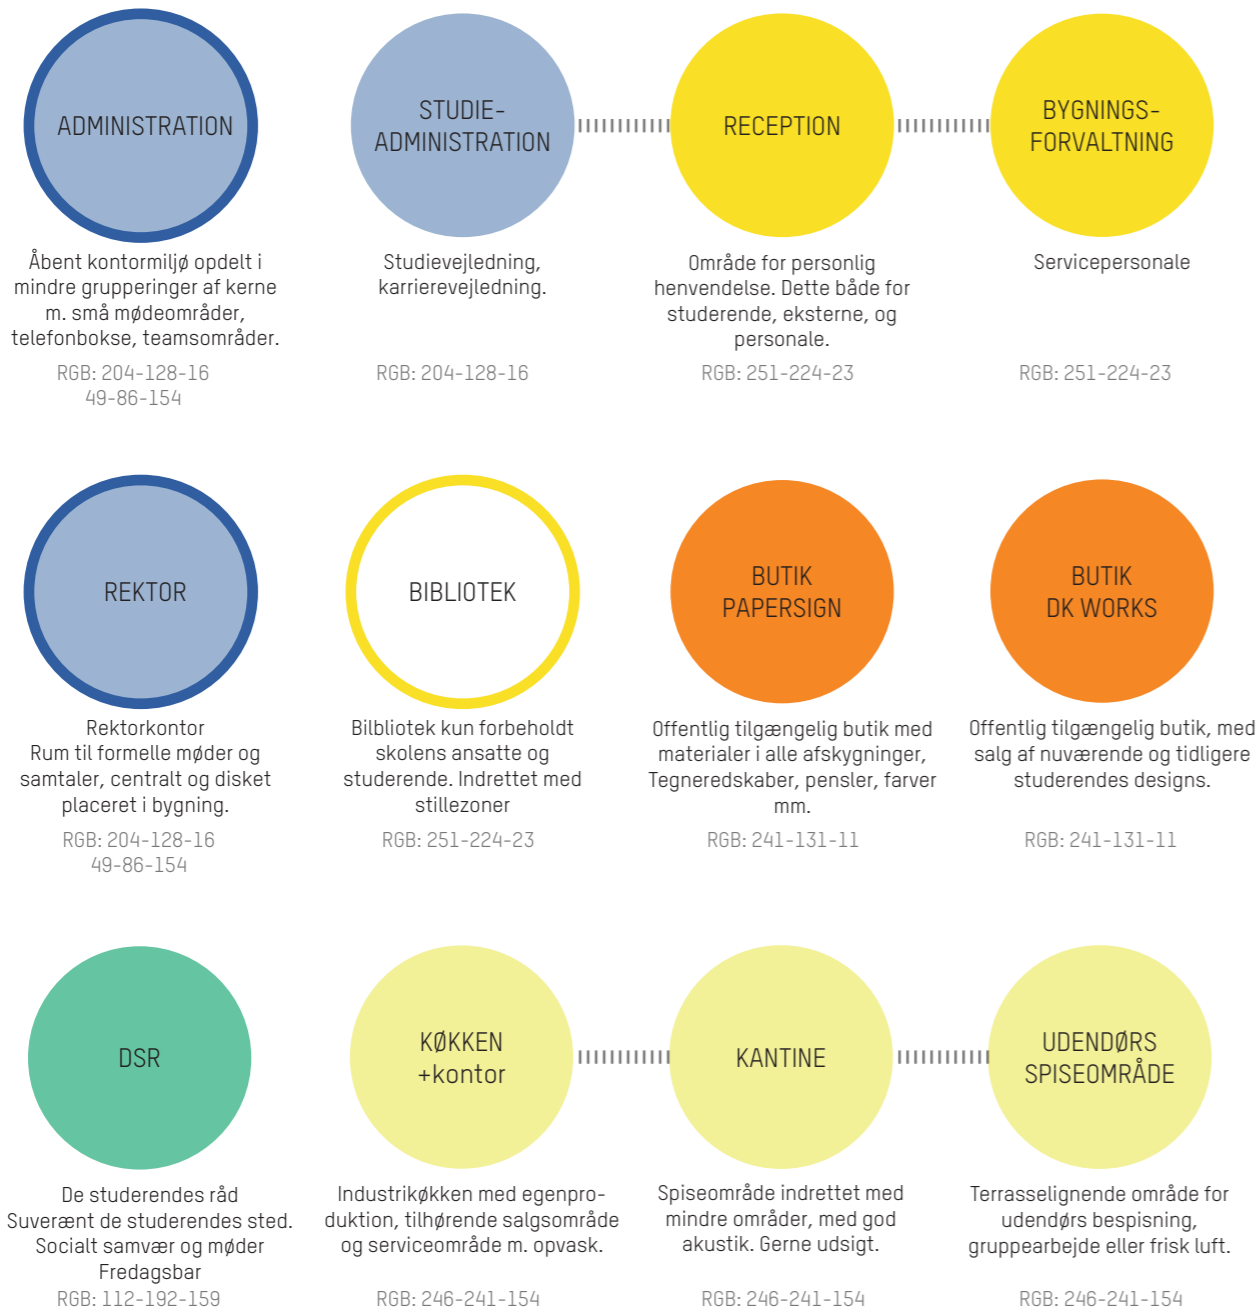 ADMINISTRATION
Åbent kontormiljø opdelt i
mindre grupperinger af kerne
m. små mødeområder,
telefonbokse, teamsområder.
RGB: 204-128-16
49-86-154
STUDIE-
ADMINISTRATION
Studievejledning,
karrierevejledning.
RGB: 204-128-16
RECEPTION
Område for personlig
henvendelse. Dette både for
studerende, eksterne, og
personale.
RGB: 251-224-23
BYGNINGS-
FORVALTNING
Servicepersonale
RGB: 251-224-23
REKTOR
Rektorkontor
Rum til formelle møder og
samtaler, centralt og disket
placeret i bygning.
RGB: 204-128-16
49-86-154
BIBLIOTEK
Bilbliotek kun forbeholdt
skolens ansatte og
studerende. Indrettet med
stillezoner
RGB: 251-224-23
BUTIK
PAPERSIGN
Offentlig tilgængelig butik med
materialer i alle afskygninger,
Tegneredskaber, pensler, farver
mm.
RGB: 241-131-11
BUTIK
DK WORKS
Offentlig tilgængelig butik, med
salg af nuværende og tidligere
studerendes designs.
RGB: 241-131-11
DSR
De studerendes råd
Suverænt de studerendes sted.
Socialt samvær og møder
Fredagsbar
RGB: 112-192-159
KØKKEN
+kontor
Industrikøkken med egenpro-
duktion, tilhørende salgsområde
og serviceområde m. opvask.
RGB: 246-241-154
KANTINE
Spiseområde indrettet med
mindre områder, med god
akustik. Gerne udsigt.
RGB: 246-241-154
UDENDØRS
SPISEOMRÅDE
Terrasselignende område for
udendørs bespisning,
gruppearbejde eller frisk luft.
RGB: 246-241-154